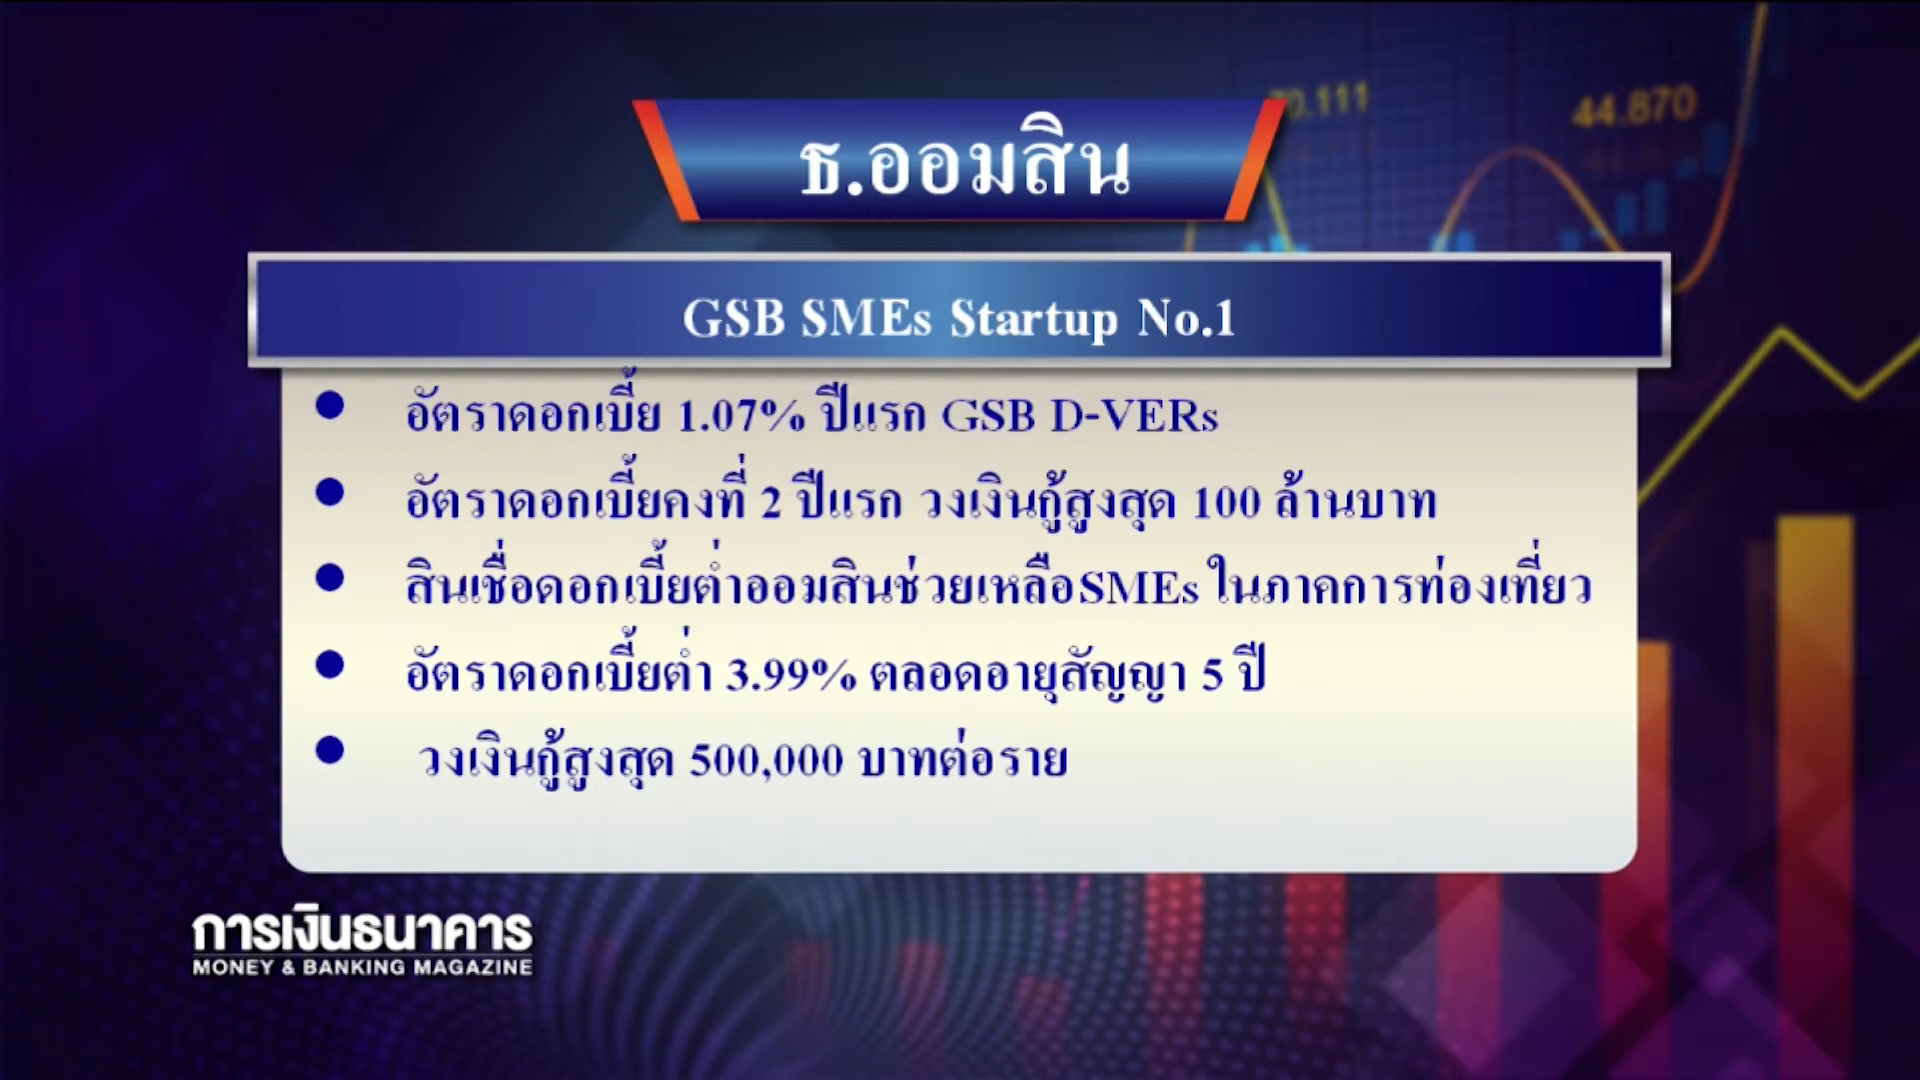 70.111
44.870
ธ.ออมสิน
GSB SMEs Startup No.1
● อัตราดอกเบี้ย 1.07% ปีแรก GSB D-VERs
● อัตราดอกเบี้ยคงที่ 2 ปีแรก วงเงินกู้สูงสุด 100 ล้านบาท
● สินเชื่อดอกเบี้ยต่ำออมสินช่วยเหลือSMEs ในภาคการท่องเที่ยว
● อัตราดอกเบี้ยต่ำ 3.99% ตลอดอายุสัญญา 5 ปี
● วงเงินกู้สูงสุด 500,000 บาทต่อราย
การเงินธนาคาร
MONEY & BANKING MAGAZINE